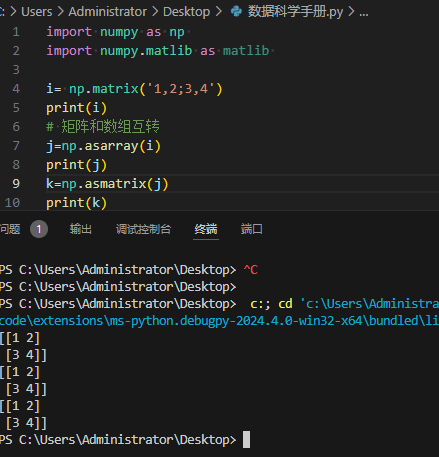 C: > Users > Administrator > Desktop > 数据科学手册.py > ...
1 import numpy as np
2 import numpy.matlib as matlib
3
4 i= np.matrix('1,2;3,4')
5 print(i)
6 # 矩阵和数组互转
7 j=np.asarray(i)
8 print(j)
9 k=np.asmatrix(j)
10 print(k)
问题 1 输出 调试控制台 终端 端口
PS C:\Users\Administrator\Desktop> ^C
PS C:\Users\Administrator\Desktop>
PS C:\Users\Administrator\Desktop> c:; cd 'c:\Users\Administra
code\extensions\ms-python.debugpy-2024.4.0-win32-x64\bundled\li
[[1 2]
[3 4]]
[[1 2]
[3 4]]
[[1 2]
[3 4]]
PS C:\Users\Administrator\Desktop>